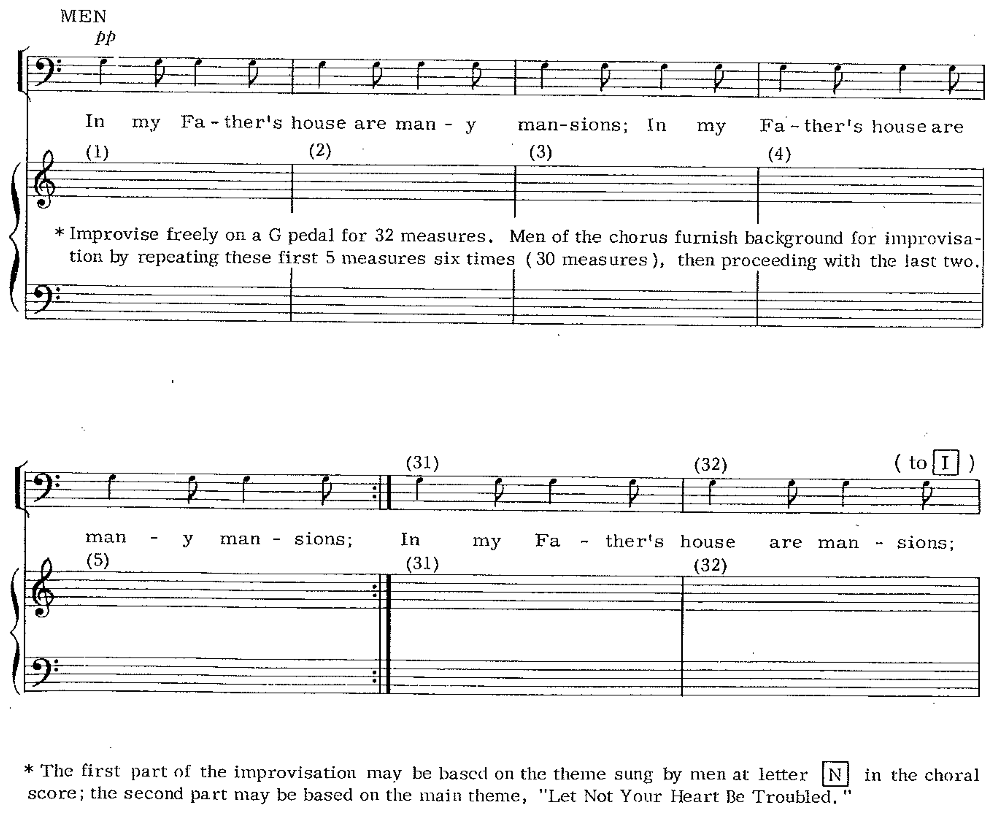 MEN
pp
In my Fa - ther's house are man - y man - sions; In my Fa - ther's house are
(1) (2) (3) (4)
* Improvise freely on a G pedal for 32 measures. Men of the chorus furnish background for improvisa-
tion by repeating these first 5 measures six times (30 measures), then proceeding with the last two.
(31) (32) ( to I )
man - y man - sions; In my Fa - ther's house are man - sions;
(5) (31) (32)
* The first part of the improvisation may be based on the theme sung by men at letter N in the choral
score; the second part may be based on the main theme, "Let Not Your Heart Be Troubled."